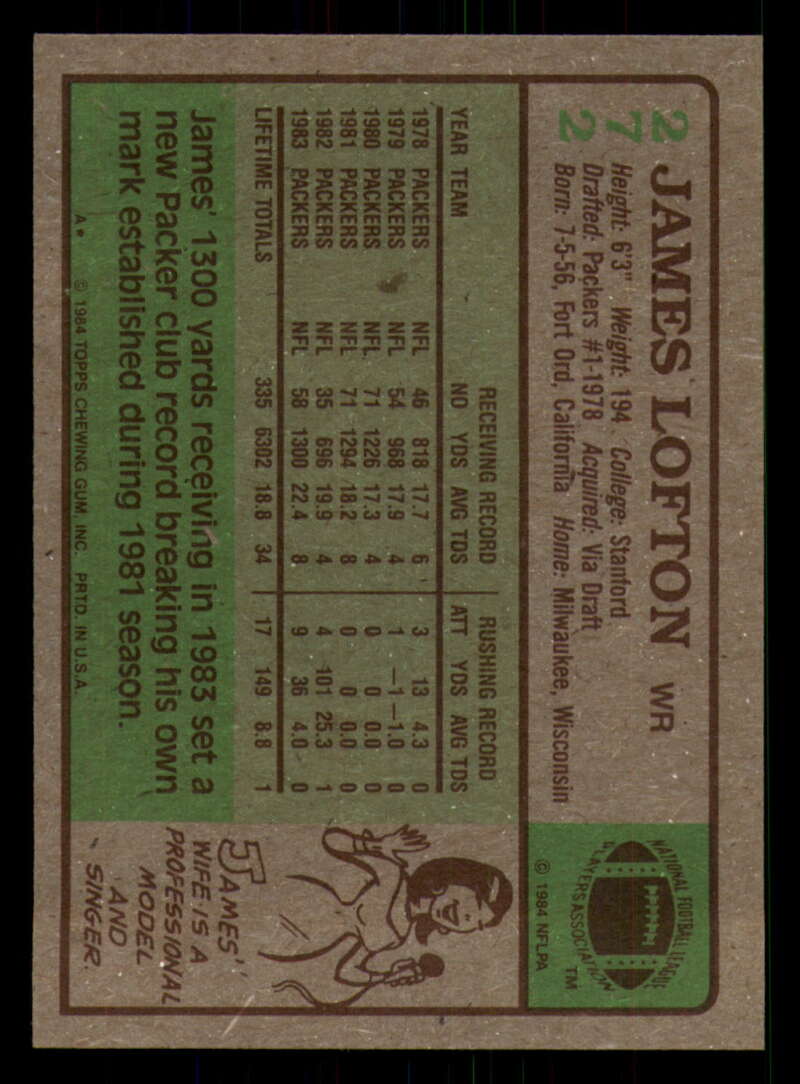 272
JAMES LOFTON WR
Height: 6'3" Weight: 194 College: Stanford
Drafted: Packers #1-1978 Acquired: Via Draft
Born: 7-5-56, Fort Ord, California Home: Milwaukee, Wisconsin
NATIONAL FOOTBALL LEAGUE
PLAYERS ASSOCIATION
TM
© 1984 NFLPA
RECEIVING RECORD RUSHING RECORD
YEAR TEAM NO YDS AVG TDS ATT YDS AVG TDS
1978 PACKERS NFL 46 818 17.7 6 3 13 4.3 0
1979 PACKERS NFL 54 968 17.9 4 1 —1 —1.0 0
1980 PACKERS NFL 71 1226 17.3 4 0 0 0.0 0
1981 PACKERS NFL 71 1294 18.2 8 0 0 0.0 0
1982 PACKERS NFL 35 696 19.9 4 4 101 25.3 1
1983 PACKERS NFL 58 1300 22.4 8 9 36 4.0 0
LIFETIME TOTALS 335 6302 18.8 34 17 149 8.8 1
James' 1300 yards receiving in 1983 set a
new Packer club record breaking his own
mark established during 1981 season.
A* © 1984 TOPPS CHEWING GUM, INC. PRTD. IN U.S.A.
JAMES'
WIFE IS A
PROFESSIONAL
MODEL
AND
SINGER.